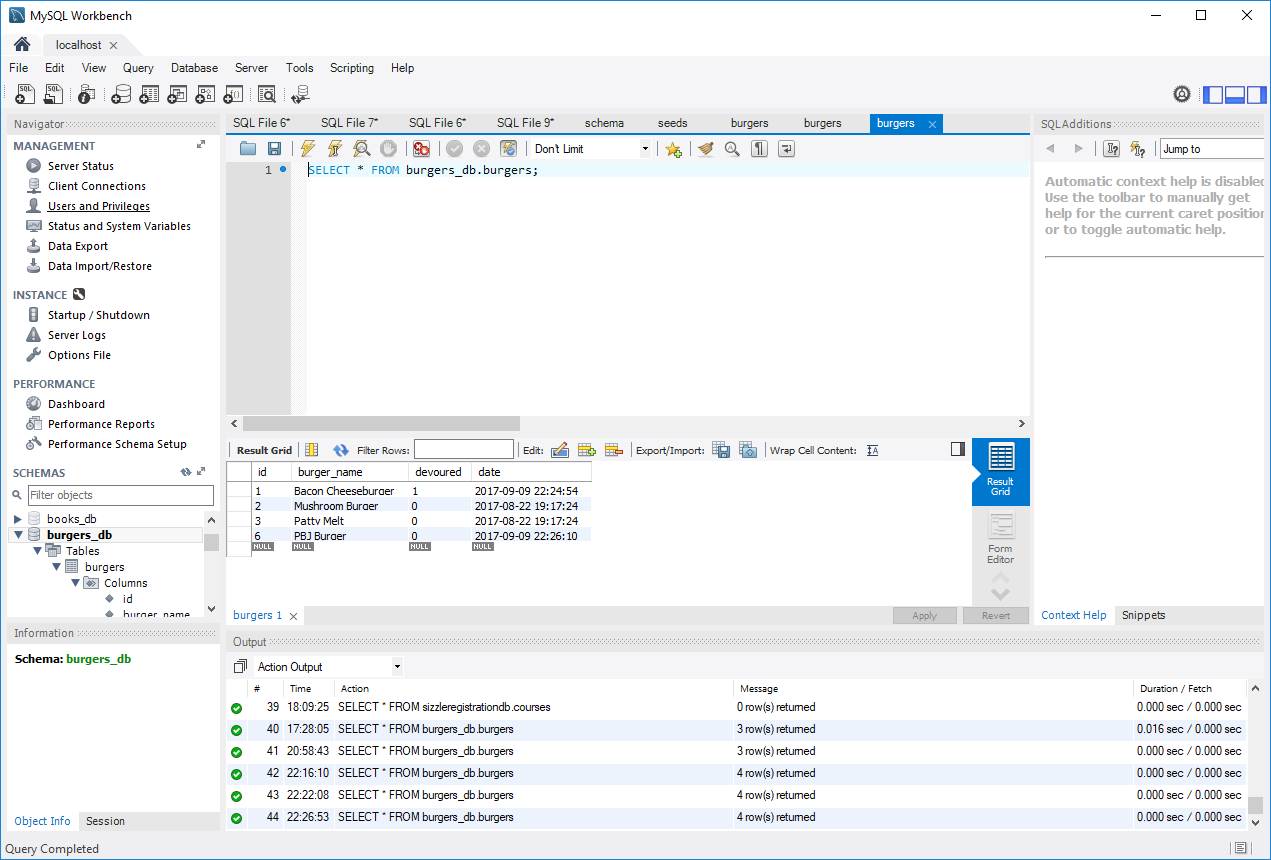 MySQL Workbench
localhost
File Edit View Query Database Server Tools Scripting Help
Navigator
MANAGEMENT
Server Status
Client Connections
Users and Privileges
Status and System Variables
Data Export
Data Import/Restore
INSTANCE
Startup / Shutdown
Server Logs
Options File
PERFORMANCE
Dashboard
Performance Reports
Performance Schema Setup
SCHEMAS
Filter objects
books_db
burgers_db
Tables
burgers
Columns
id
burger_name
Information
Schema: burgers_db
Object Info Session
SQL File 6* SQL File 7* SQL File 6* SQL File 9* schema seeds burgers burgers burgers
Don't Limit
1 SELECT * FROM burgers_db.burgers;
Result Grid Filter Rows: Edit: Export/Import: Wrap Cell Content:
id burger_name devoured date
1 Bacon Cheeseburger 1 2017-09-09 22:24:54
2 Mushroom Burger 0 2017-08-22 19:17:24
3 Patty Melt 0 2017-08-22 19:17:24
6 PBJ Burger 0 2017-09-09 22:26:10
NULL NULL NULL NULL
Result
Grid
Form
Editor
burgers 1 Apply Revert
SQLAdditions
Jump to
Automatic context help is disabled
Use the toolbar to manually get
help for the current caret position
or to toggle automatic help.
Context Help Snippets
Output
Action Output
# Time Action Message Duration / Fetch
39 18:09:25 SELECT * FROM sizzleregistrationdb.courses 0 row(s) returned 0.000 sec / 0.000 sec
40 17:28:05 SELECT * FROM burgers_db.burgers 3 row(s) returned 0.016 sec / 0.000 sec
41 20:58:43 SELECT * FROM burgers_db.burgers 3 row(s) returned 0.000 sec / 0.000 sec
42 22:16:10 SELECT * FROM burgers_db.burgers 4 row(s) returned 0.000 sec / 0.000 sec
43 22:22:08 SELECT * FROM burgers_db.burgers 4 row(s) returned 0.000 sec / 0.000 sec
44 22:26:53 SELECT * FROM burgers_db.burgers 4 row(s) returned 0.000 sec / 0.000 sec
Query Completed